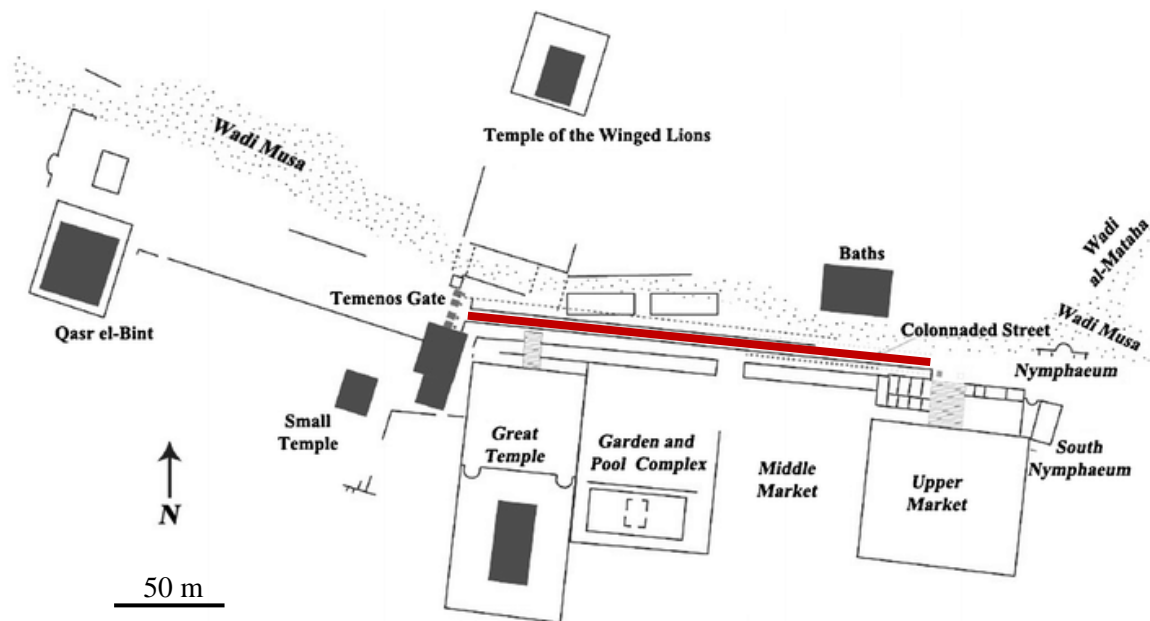 Temple of the Winged Lions
Wadi Musa
Wadi
al-Mataha
Baths
Temenos Gate
Colonnaded Street
Wadi Musa
Qasr el-Bint
Nymphaeum
Small
Temple
Great
Temple
Garden and
Pool Complex
Middle
Market
Upper
Market
South
Nymphaeum
N
50 m